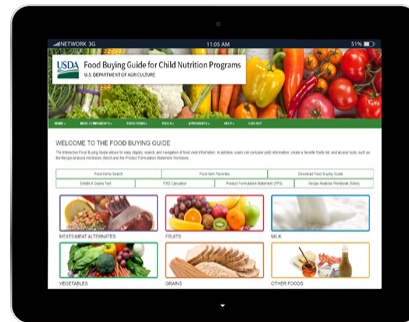 NETWORK 3G 11:05 AM 51%
USDA Food Buying Guide for Child Nutrition Programs
U.S. DEPARTMENT OF AGRICULTURE
WELCOME TO THE FOOD BUYING GUIDE
Food Items Search Food Item Favorites Download Food Buying Guide
Exhibit A Grains Tool FBG Calculator Product Formulation Statement (PFS) Recipe Analysis Workbook (RAW)
MEATS/MEAT ALTERNATES FRUITS MILK
VEGETABLES GRAINS OTHER FOODS